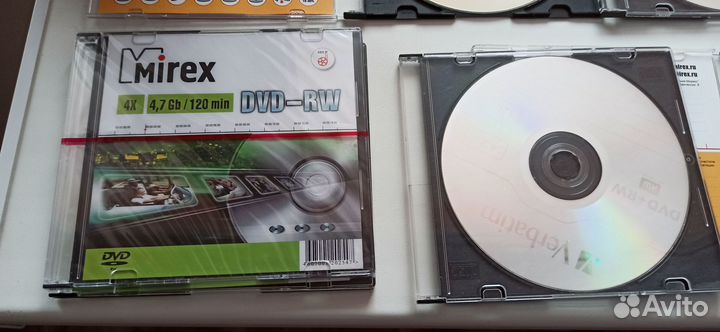 Mirex
4X 4,7 Gb / 120 min DVD-RW
DVD
Verbatim
DVD+RW
mirex.ru
mirex.ru
Avito